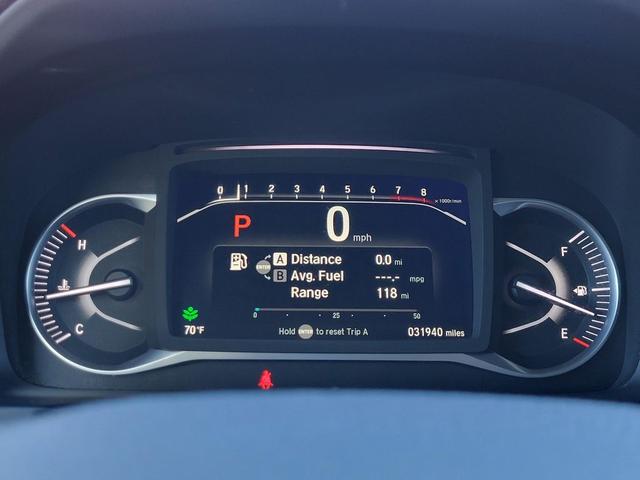 0 1 2 3 4 5 6 7 8 x 1000r/min
P 0 mph
H
C
ENTER A Distance 0.0 mi
B Avg. Fuel ---.- mpg
Range 118 mi
0 25 50
70°F Hold ENTER to reset Trip A 031940 miles
F
E